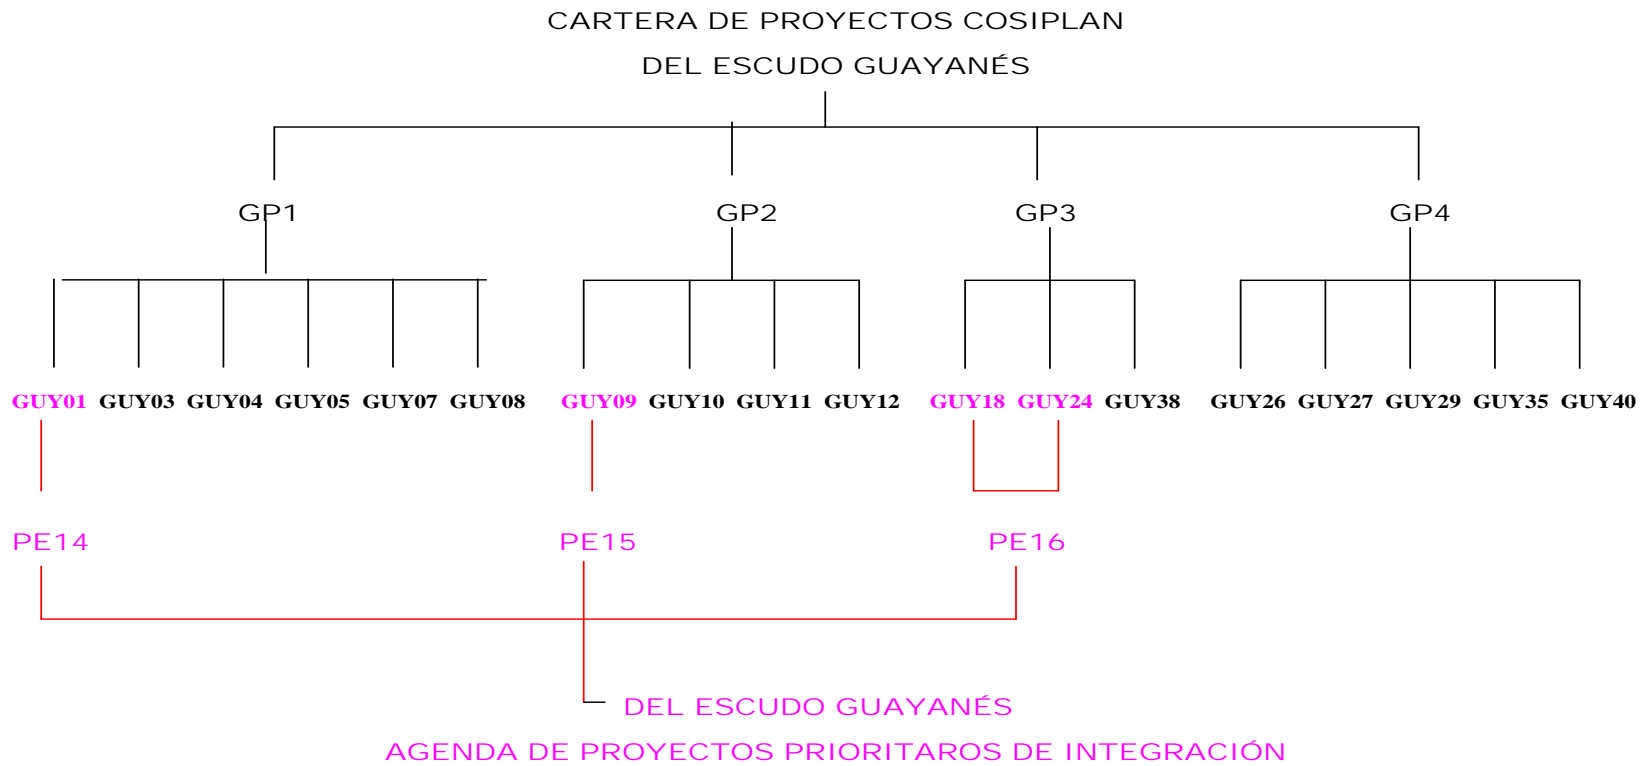 CARTERA DE PROYECTOS COSIPLAN
DEL ESCUDO GUAYANÉS
GP1 GP2 GP3 GP4
GUY01 GUY03 GUY04 GUY05 GUY07 GUY08 GUY09 GUY10 GUY11 GUY12 GUY18 GUY24 GUY38 GUY26 GUY27 GUY29 GUY35 GUY40
PE14 PE15 PE16
DEL ESCUDO GUAYANÉS
AGENDA DE PROYECTOS PRIORITAROS DE INTEGRACIÓN